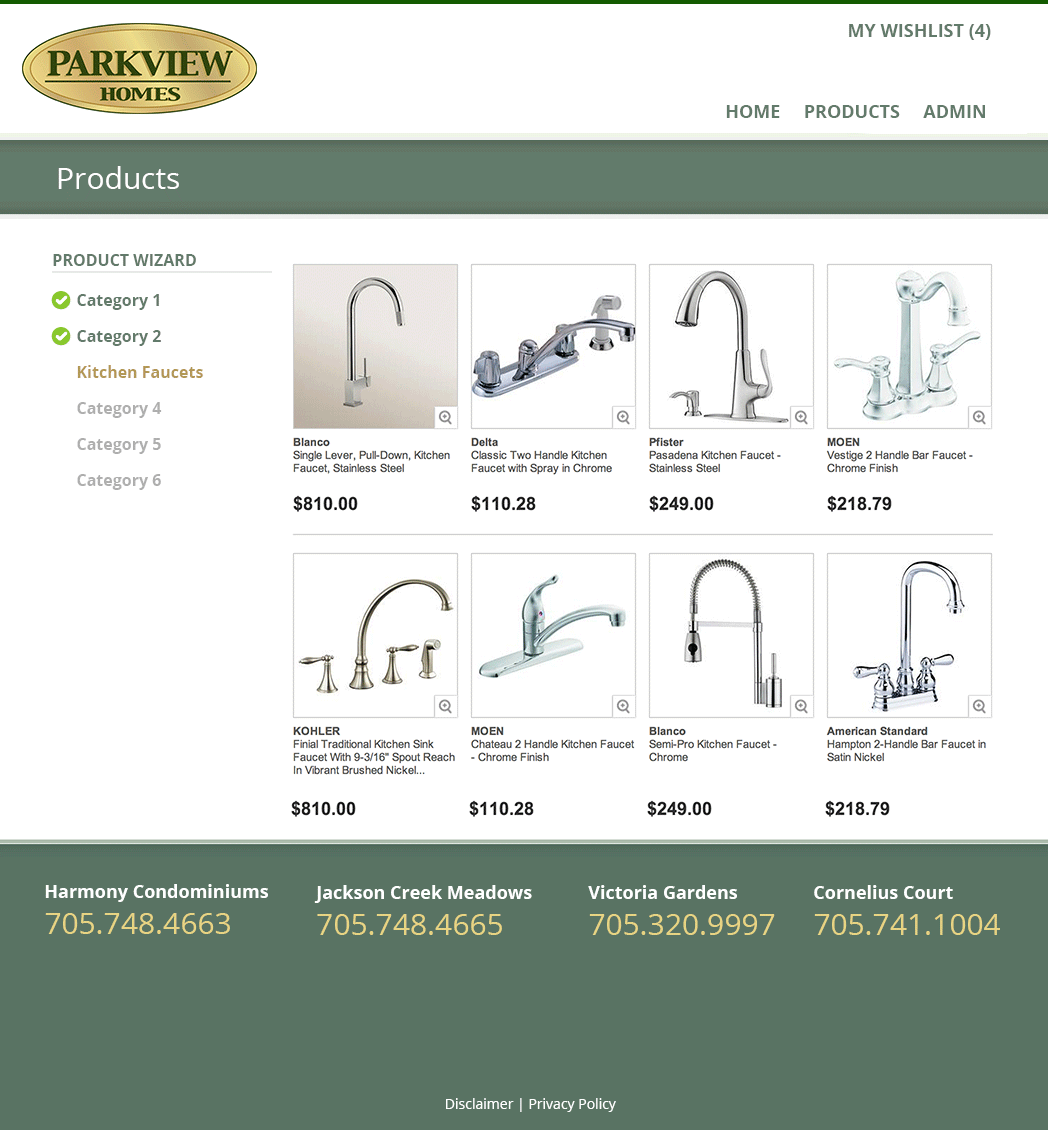 PARKVIEW
HOMES
MY WISHLIST (4)
HOME PRODUCTS ADMIN
Products
PRODUCT WIZARD
Category 1
Category 2
Kitchen Faucets
Category 4
Category 5
Category 6
Blanco
Single Lever, Pull-Down, Kitchen
Faucet, Stainless Steel
$810.00
Delta
Classic Two Handle Kitchen
Faucet with Spray in Chrome
$110.28
Pfister
Pasadena Kitchen Faucet -
Stainless Steel
$249.00
MOEN
Vestige 2 Handle Bar Faucet -
Chrome Finish
$218.79
KOHLER
Finial Traditional Kitchen Sink
Faucet With 9-3/16" Spout Reach
In Vibrant Brushed Nickel...
$810.00
MOEN
Chateau 2 Handle Kitchen Faucet
- Chrome Finish
$110.28
Blanco
Semi-Pro Kitchen Faucet -
Chrome
$249.00
American Standard
Hampton 2-Handle Bar Faucet in
Satin Nickel
$218.79
Harmony Condominiums
705.748.4663
Jackson Creek Meadows
705.748.4665
Victoria Gardens
705.320.9997
Cornelius Court
705.741.1004
Disclaimer | Privacy Policy